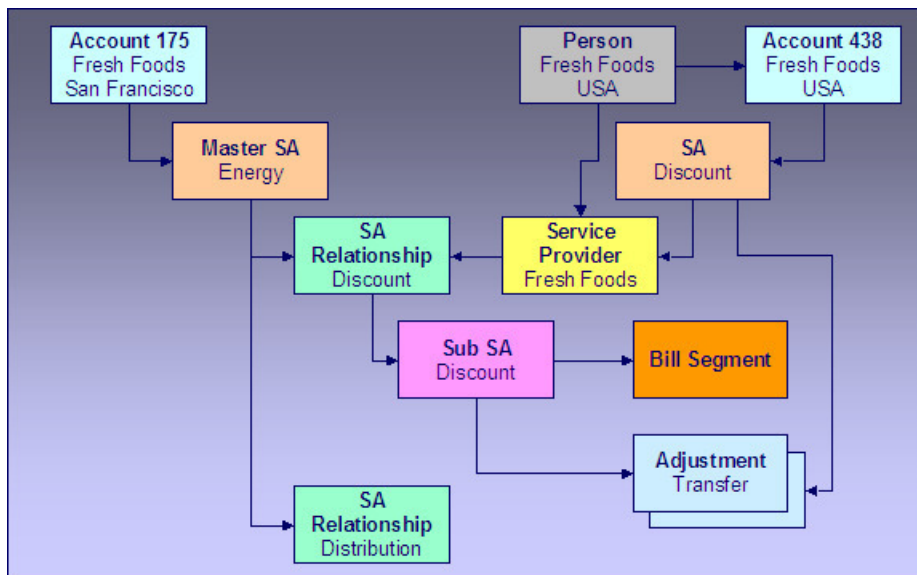 Account 175
Fresh Foods
San Francisco
Person
Fresh Foods
USA
Account 438
Fresh Foods
USA
Master SA
Energy
SA
Discount
SA
Relationship
Discount
Service
Provider
Fresh Foods
Sub SA
Discount
Bill Segment
Adjustment
Transfer
SA
Relationship
Distribution